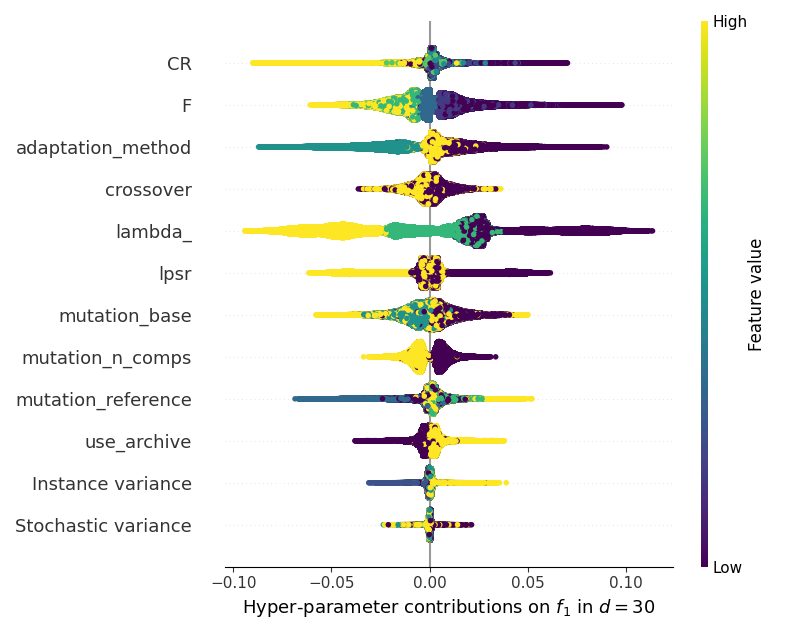 High
CR
F
adaptation_method
crossover
lambda_
lpsr
mutation_base
mutation_n_comps
mutation_reference
use_archive
Instance variance
Stochastic variance
Feature value
Low
−0.10 −0.05 0.00 0.05 0.10
Hyper-parameter contributions on f₁ in d = 30